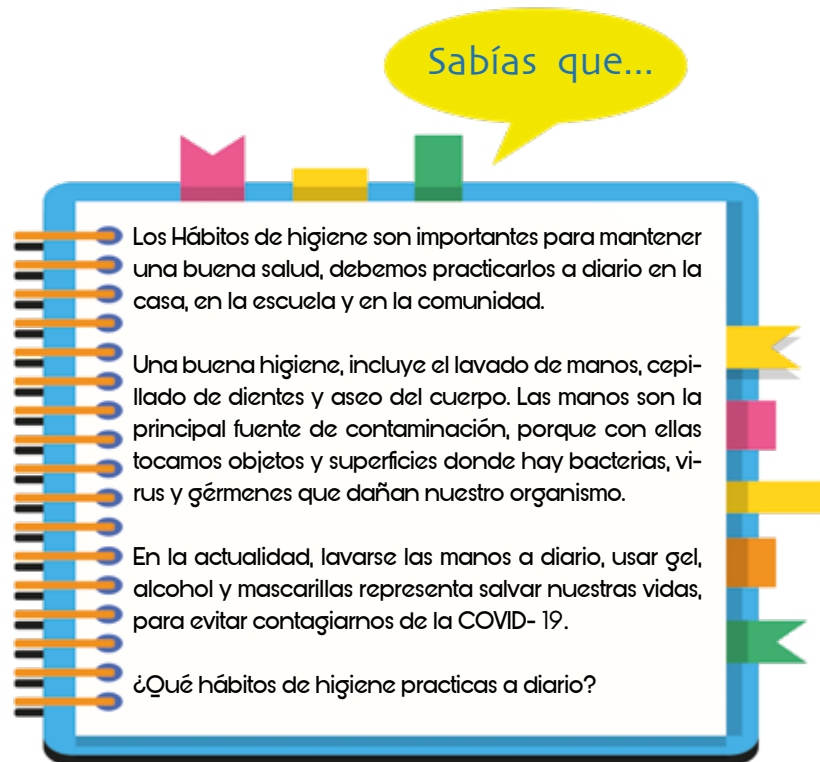 Sabías que...
Los Hábitos de higiene son importantes para mantener
una buena salud, debemos practicarlos a diario en la
casa, en la escuela y en la comunidad.
Una buena higiene, incluye el lavado de manos, cepi-
llado de dientes y aseo del cuerpo. Las manos son la
principal fuente de contaminación, porque con ellas
tocamos objetos y superficies donde hay bacterias, vi-
rus y gérmenes que dañan nuestro organismo.
En la actualidad, lavarse las manos a diario, usar gel,
alcohol y mascarillas representa salvar nuestras vidas,
para evitar contagiarnos de la COVID- 19.
¿Qué hábitos de higiene practicas a diario?